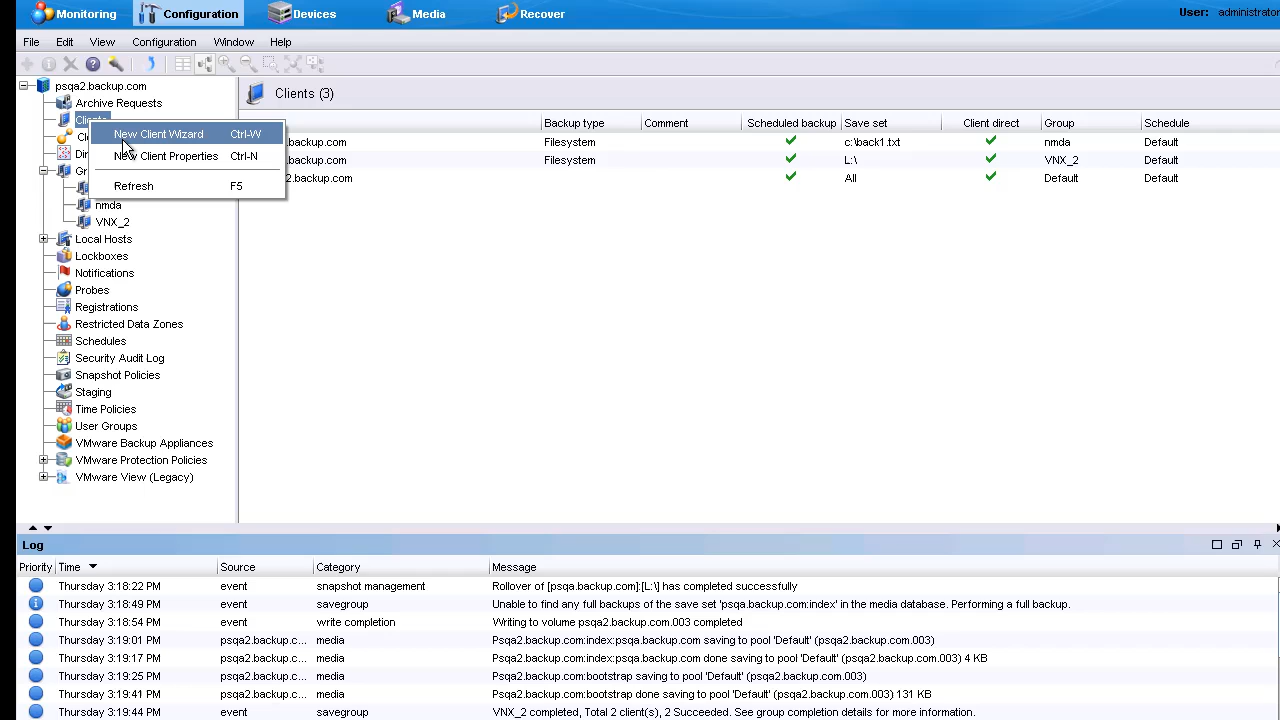 Monitoring Configuration Devices Media Recover User: administrator
File Edit View Configuration Window Help
psqa2.backup.com
Archive Requests
Clients
New Client Wizard Ctrl-W
New Client Properties Ctrl-N
Refresh F5
nmda
VNX_2
Local Hosts
Lockboxes
Notifications
Probes
Registrations
Restricted Data Zones
Schedules
Security Audit Log
Snapshot Policies
Staging
Time Policies
User Groups
VMware Backup Appliances
VMware Protection Policies
VMware View (Legacy)
Clients (3)
Backup type Comment Scheduled backup Save set Client direct Group Schedule
backup.com Filesystem c:\back1.txt nmda Default
backup.com Filesystem L:\ VNX_2 Default
2.backup.com All Default Default
Log
Priority Time Source Category Message
Thursday 3:18:22 PM event snapshot management Rollover of [psqa.backup.com]:[L:\] has completed successfully
Thursday 3:18:49 PM event savegroup Unable to find any full backups of the save set 'psqa.backup.com:index' in the media database. Performing a full backup.
Thursday 3:18:54 PM event write completion Writing to volume psqa2.backup.com.003 completed
Thursday 3:19:01 PM psqa2.backup.c... media Psqa2.backup.com:index:psqa.backup.com saving to pool 'Default' (psqa2.backup.com.003)
Thursday 3:19:17 PM psqa2.backup.c... media Psqa2.backup.com:index:psqa.backup.com done saving to pool 'Default' (psqa2.backup.com.003) 4 KB
Thursday 3:19:25 PM psqa2.backup.c... media Psqa2.backup.com:bootstrap saving to pool 'Default' (psqa2.backup.com.003)
Thursday 3:19:41 PM psqa2.backup.c... media Psqa2.backup.com:bootstrap done saving to pool 'Default' (psqa2.backup.com.003) 131 KB
Thursday 3:19:44 PM event savegroup VNX_2 completed, Total 2 client(s), 2 Succeeded. See group completion details for more information.